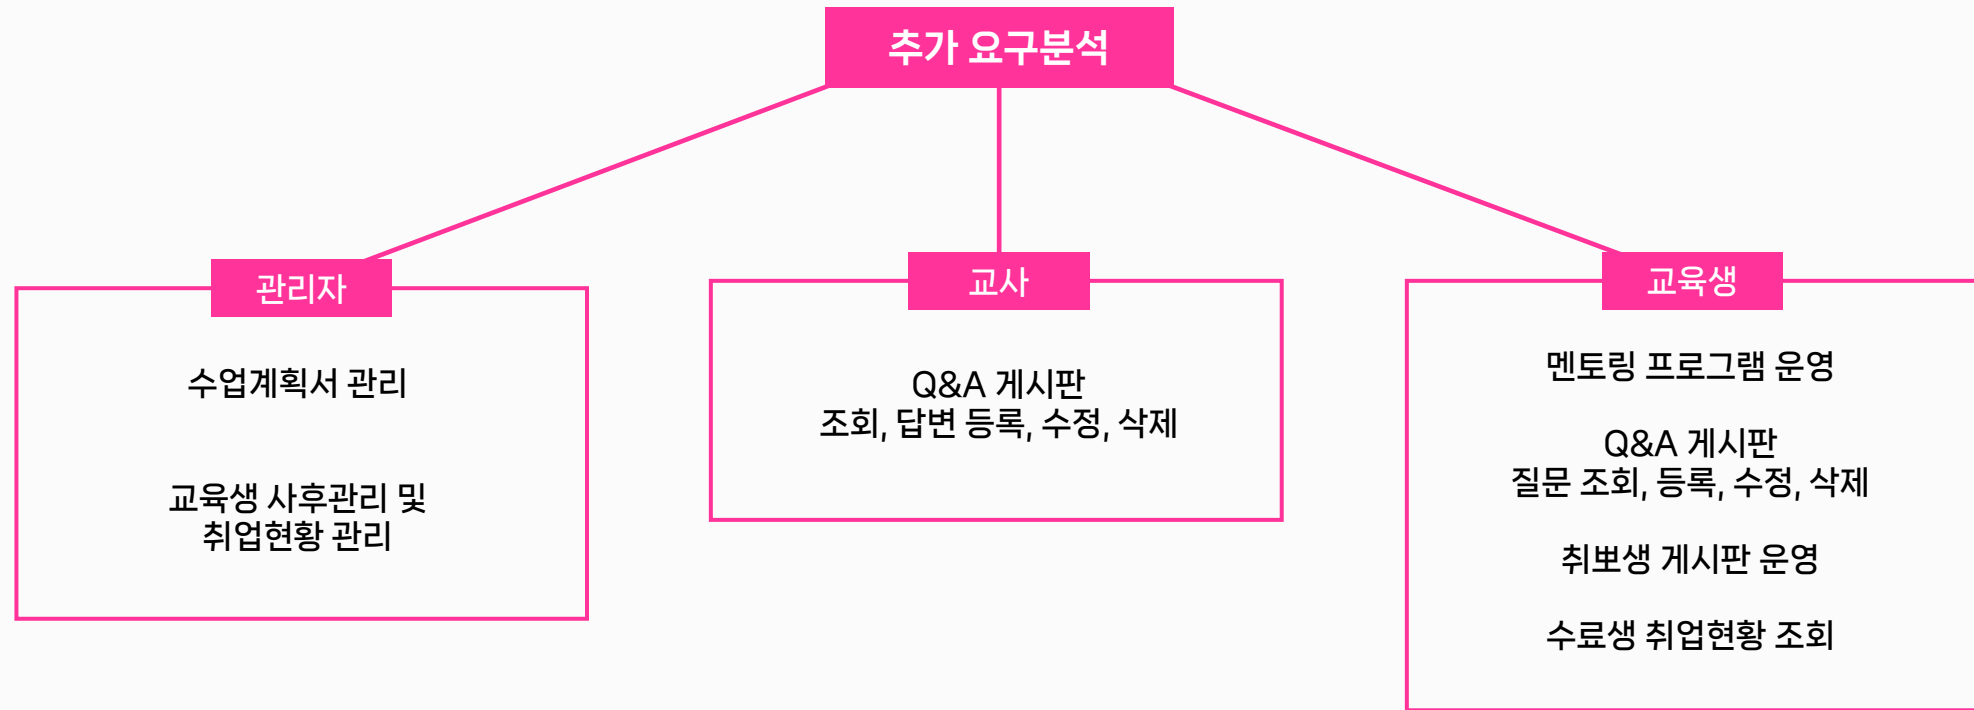 추가 요구분석
관리자
수업계획서 관리
교육생 사후관리 및
취업현황 관리
교사
Q&A 게시판
조회, 답변 등록, 수정, 삭제
교육생
멘토링 프로그램 운영
Q&A 게시판
질문 조회, 등록, 수정, 삭제
취뽀생 게시판 운영
수료생 취업현황 조회